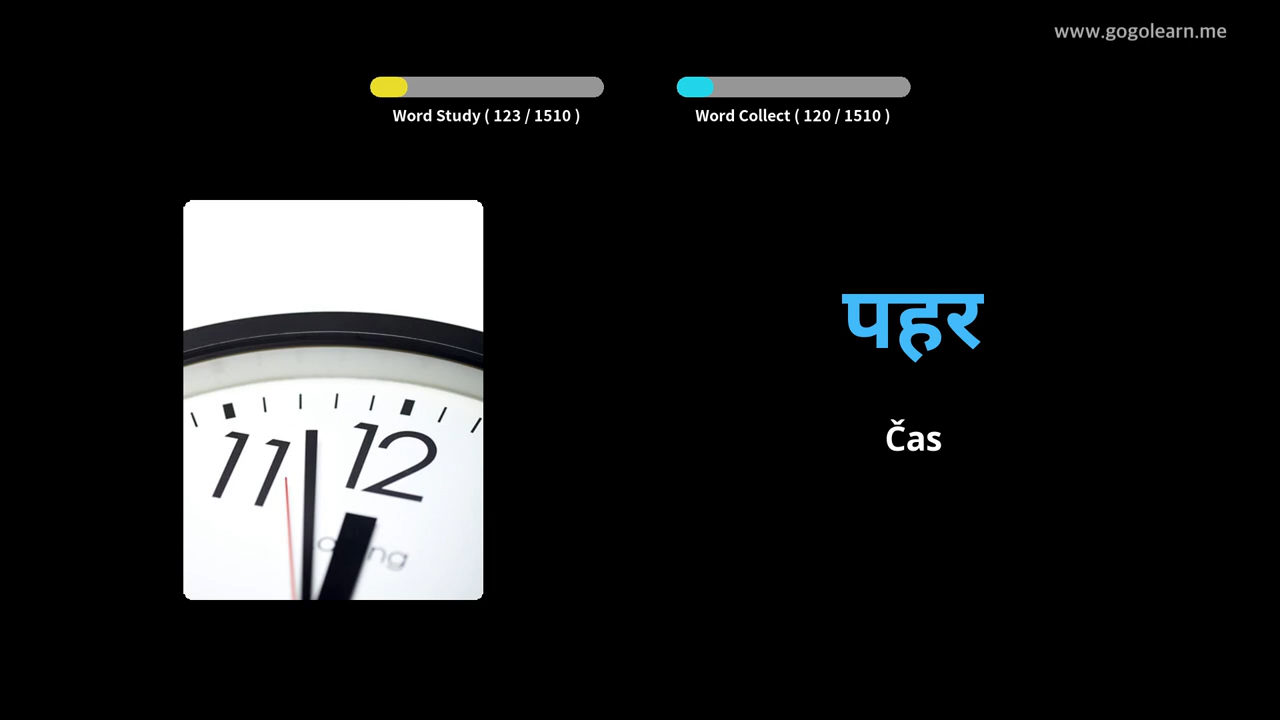 www.gogolearn.me
Word Study ( 123 / 1510 )
Word Collect ( 120 / 1510 )
पहर
Čas
11
12